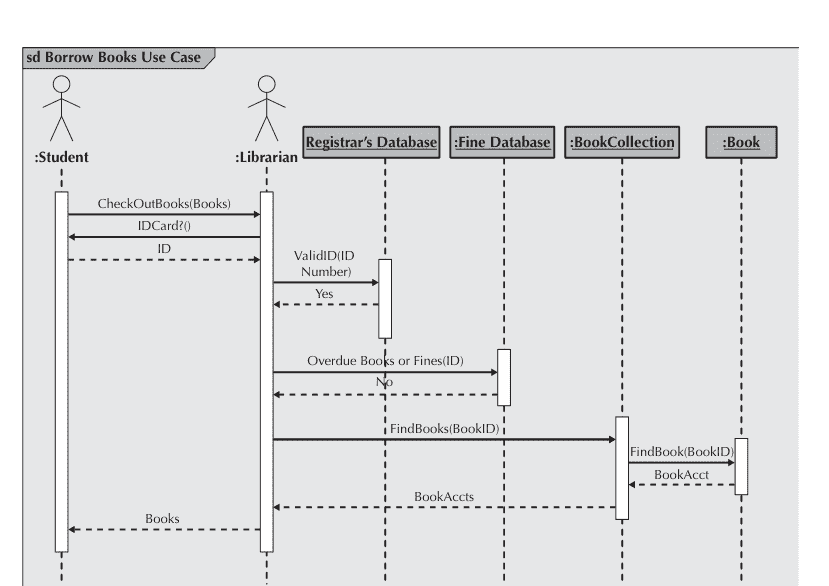 sd Borrow Books Use Case
:Student
:Librarian
Registrar's Database
:Fine Database
:BookCollection
:Book
CheckOutBooks(Books)
IDCard?()
ID
ValidID(ID
Number)
Yes
Overdue Books or Fines(ID)
No
FindBooks(BookID)
FindBook(BookID)
BookAcct
BookAccts
Books